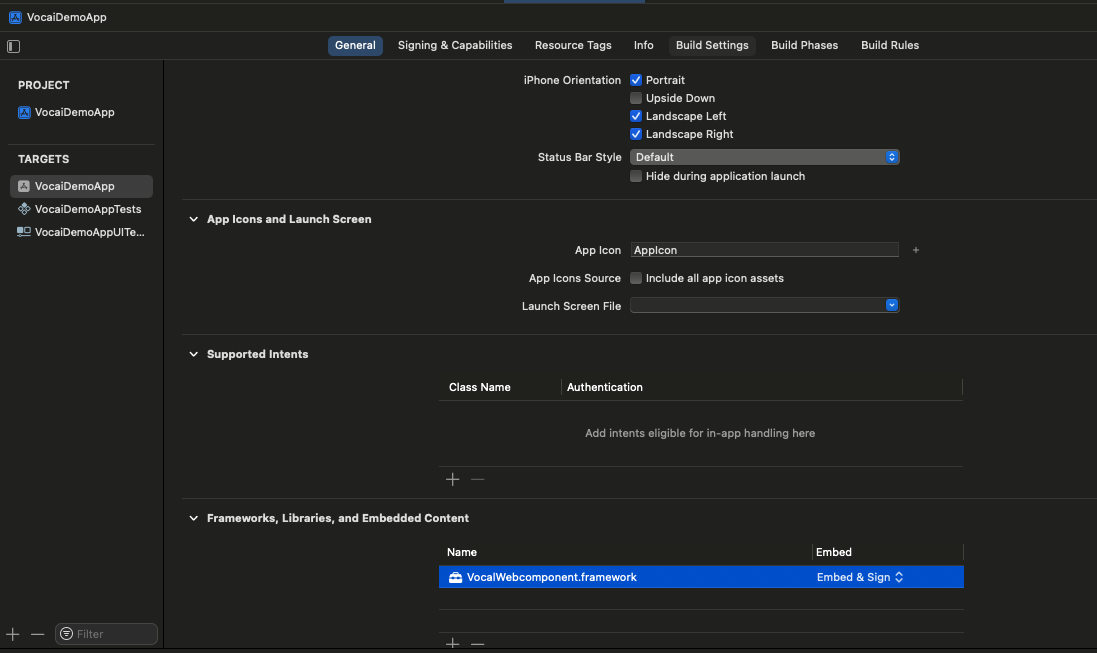 VocaiDemoApp
General Signing & Capabilities Resource Tags Info Build Settings Build Phases Build Rules
PROJECT
VocaiDemoApp
TARGETS
VocaiDemoApp
VocaiDemoAppTests
VocaiDemoAppUITe...
Filter
iPhone Orientation Portrait
Upside Down
Landscape Left
Landscape Right
Status Bar Style Default
Hide during application launch
App Icons and Launch Screen
App Icon AppIcon
App Icons Source Include all app icon assets
Launch Screen File
Supported Intents
Class Name Authentication
Add intents eligible for in-app handling here
Frameworks, Libraries, and Embedded Content
Name Embed
VocalWebcomponent.framework Embed & Sign